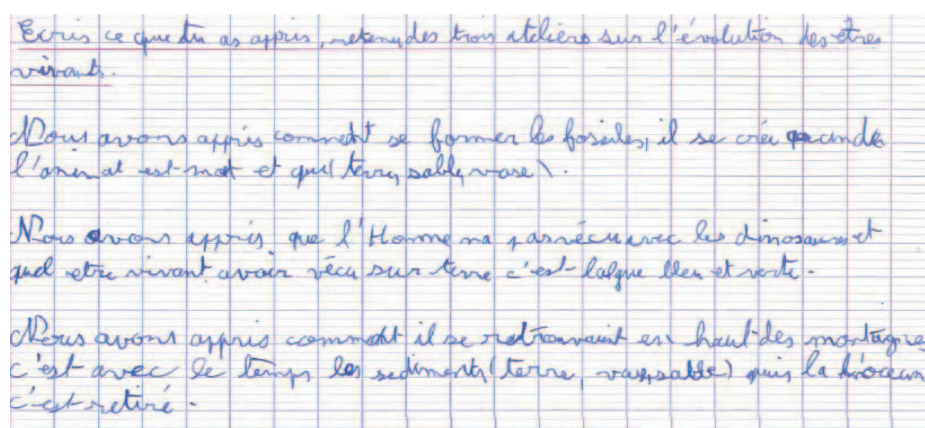 Ecris ce que tu as appris, retenu, des trois ateliers sur l'évolution des etres
vivants.
Nous avons appris comment se former les fossiles, il se crée quand
l'animal est mort et que (terre, sable, vase).
Nous avons appris que l'Homme na pas vécu avec les dinosaures et
quel etre vivant avoir vécu sur terre c'est lalgue bleu et verte.
Nous avons appris comment il se retrouvait en haut des montagnes
c'est avec le temps les sediments (terre, vase, sable) puis la l'océan
c'est retiré.